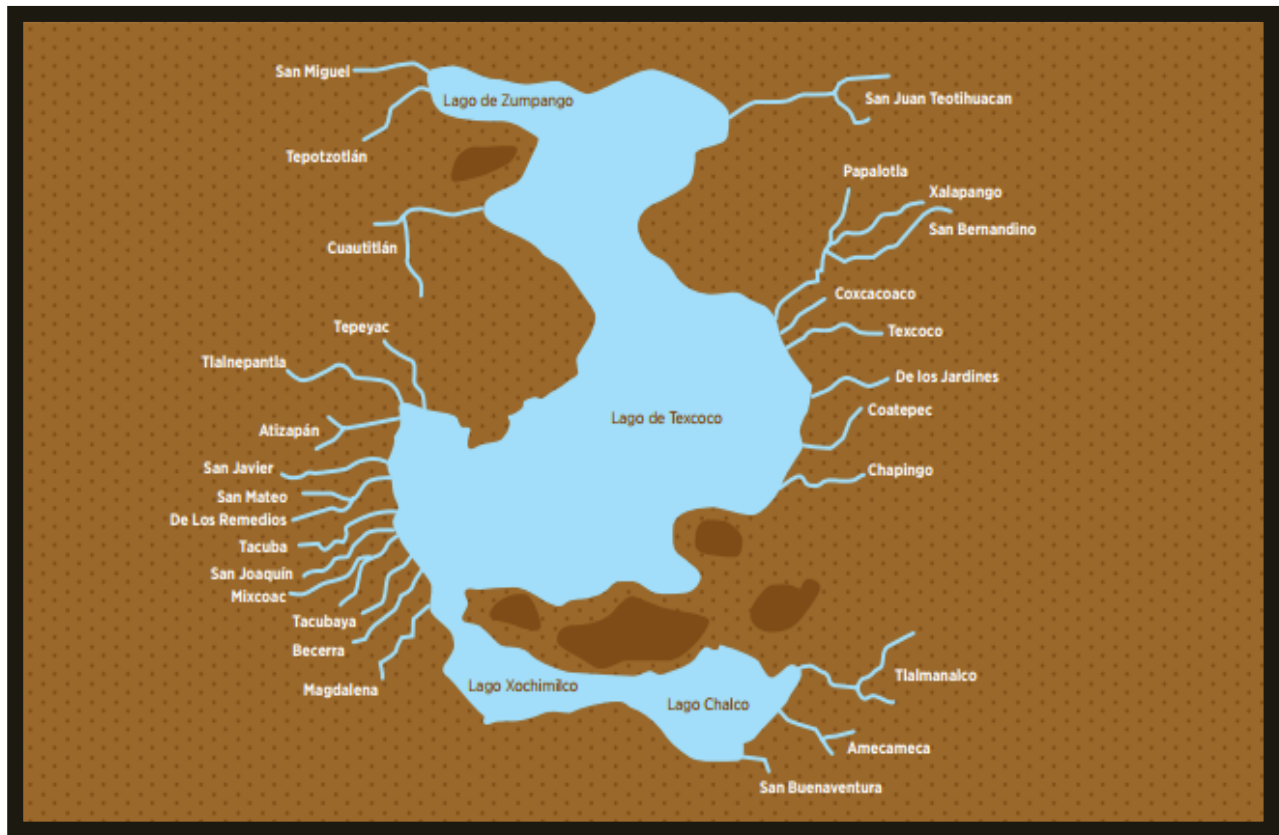 San Miguel
Lago de Zumpango
San Juan Teotihuacan
Tepotzotlán
Papalotla
Xalapango
San Bernandino
Cuautitlán
Coxcacoaco
Tepeyac
Texcoco
Tlalnepantla
De los Jardines
Coatepec
Lago de Texcoco
Atizapán
San Javier
Chapingo
San Mateo
De Los Remedios
Tacuba
San Joaquín
Mixcoac
Tacubaya
Becerra
Magdalena
Lago Xochimilco
Tlalmanalco
Lago Chalco
Amecameca
San Buenaventura